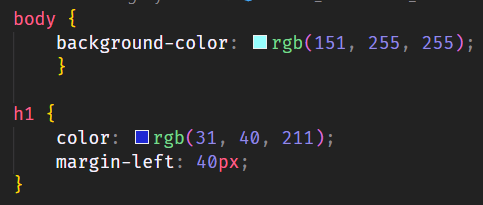 body {
    background-color: rgb(151, 255, 255);
    }
h1 {
    color: rgb(31, 40, 211);
    margin-left: 40px;
}